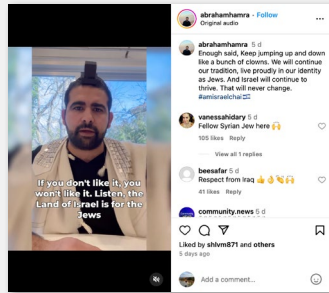 abrahamhamra • Follow
Original audio
abrahamhamra 5 d
Enough said, Keep jumping up and down
like a bunch of clowns. We will continue
our tradition, live proudly in our identity
as Jews. And Israel will continue to
thrive. That will never change.
#amisraelchai🇮🇱
vanessahidary 5 d
Fellow Syrian Jew here 🙌
105 likes Reply
View all 1 replies
beesafar 5 d
Respect from Iraq 👍👌👏🙌
41 likes Reply
community.news 5 d
If you don't like it, you
won't like it. Listen, the
Land of Israel is for the
Jews
Liked by shlvm871 and others
5 days ago
Add a comment...